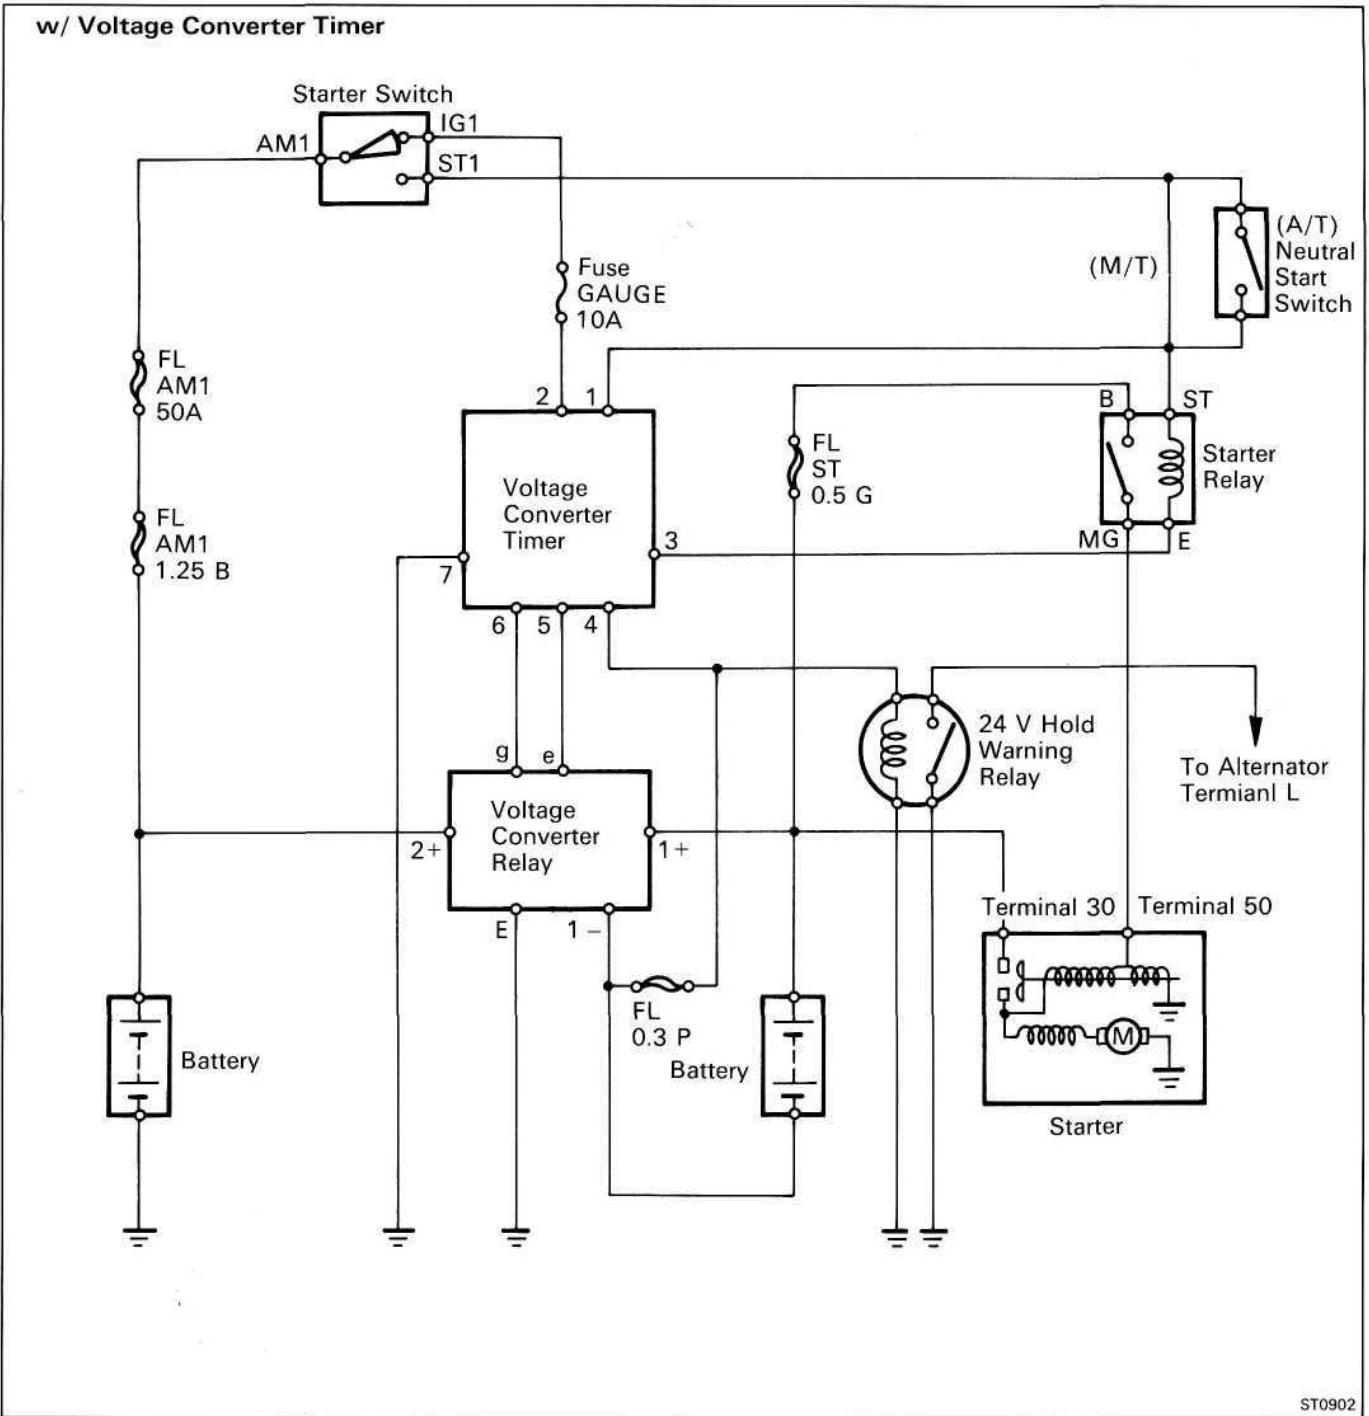 w/ Voltage Converter Timer
Starter Switch
AM1
IG1
ST1
Fuse
GAUGE
10A
(M/T)
(A/T)
Neutral
Start
Switch
FL
AM1
50A
FL
AM1
1.25 B
2
1
Voltage
Converter
Timer
3
7
6
5
4
FL
ST
0.5 G
B
ST
Starter
Relay
MG
E
24 V Hold
Warning
Relay
To Alternator
Termianl L
g
e
Voltage
Converter
Relay
2+
1+
E
1−
FL
0.3 P
Battery
Battery
Terminal 30
Terminal 50
M
Starter
ST0902